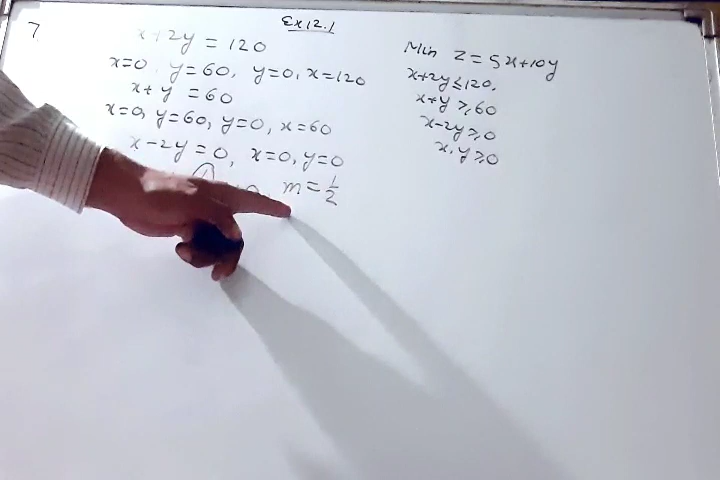 Ex 12.1
7
x+2y = 120
x=0, y=60, y=0, x=120
x+y = 60
x=0, y=60, y=0, x=60
x-2y=0, x=0, y=0
m=1/2
Min Z = 5x+10y
x+2y≤120,
x+y≥60
x-2y≥0
x,y≥0